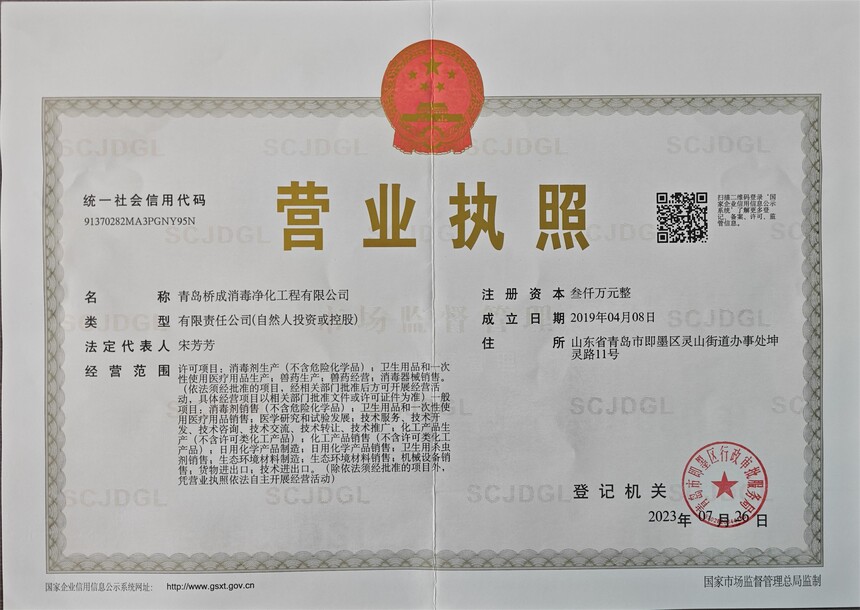 统一社会信用代码
91370282MA3PGNY95N
营业执照
扫描二维码登录‘国
家企业信用信息公示
系统’了解更多登
记、备案、许可、监
管信息。
名 称 青岛桥成消毒净化工程有限公司
类 型 有限责任公司(自然人投资或控股)
法定代表人 宋芳芳
经营范围 许可项目：消毒剂生产（不含危险化学品）；卫生用品和一次
性使用医疗用品生产；兽药生产；兽药经营；消毒器械销售。
（依法须经批准的项目，经相关部门批准后方可开展经营活
动，具体经营项目以相关部门批准文件或许可证件为准）一般
项目：消毒剂销售（不含危险化学品）；卫生用品和一次性使
用医疗用品销售；医学研究和试验发展；技术服务、技术开
发、技术咨询、技术交流、技术转让、技术推广；化工产品生
产（不含许可类化工产品）；化工产品销售（不含许可类化工
产品）；日用化学产品制造；日用化学产品销售；卫生用杀虫
剂销售；生态环境材料制造；生态环境材料销售；机械设备销
售；货物进出口；技术进出口。（除依法须经批准的项目外，
凭营业执照依法自主开展经营活动）
注册资本 叁仟万元整
成立日期 2019年04月08日
住 所 山东省青岛市即墨区灵山街道办事处坤
灵路11号
登记机关
青岛市即墨区行政审批服务局
2023年 07月 26日
国家企业信用信息公示系统网址： http://www.gsxt.gov.cn
国家市场监督管理总局监制